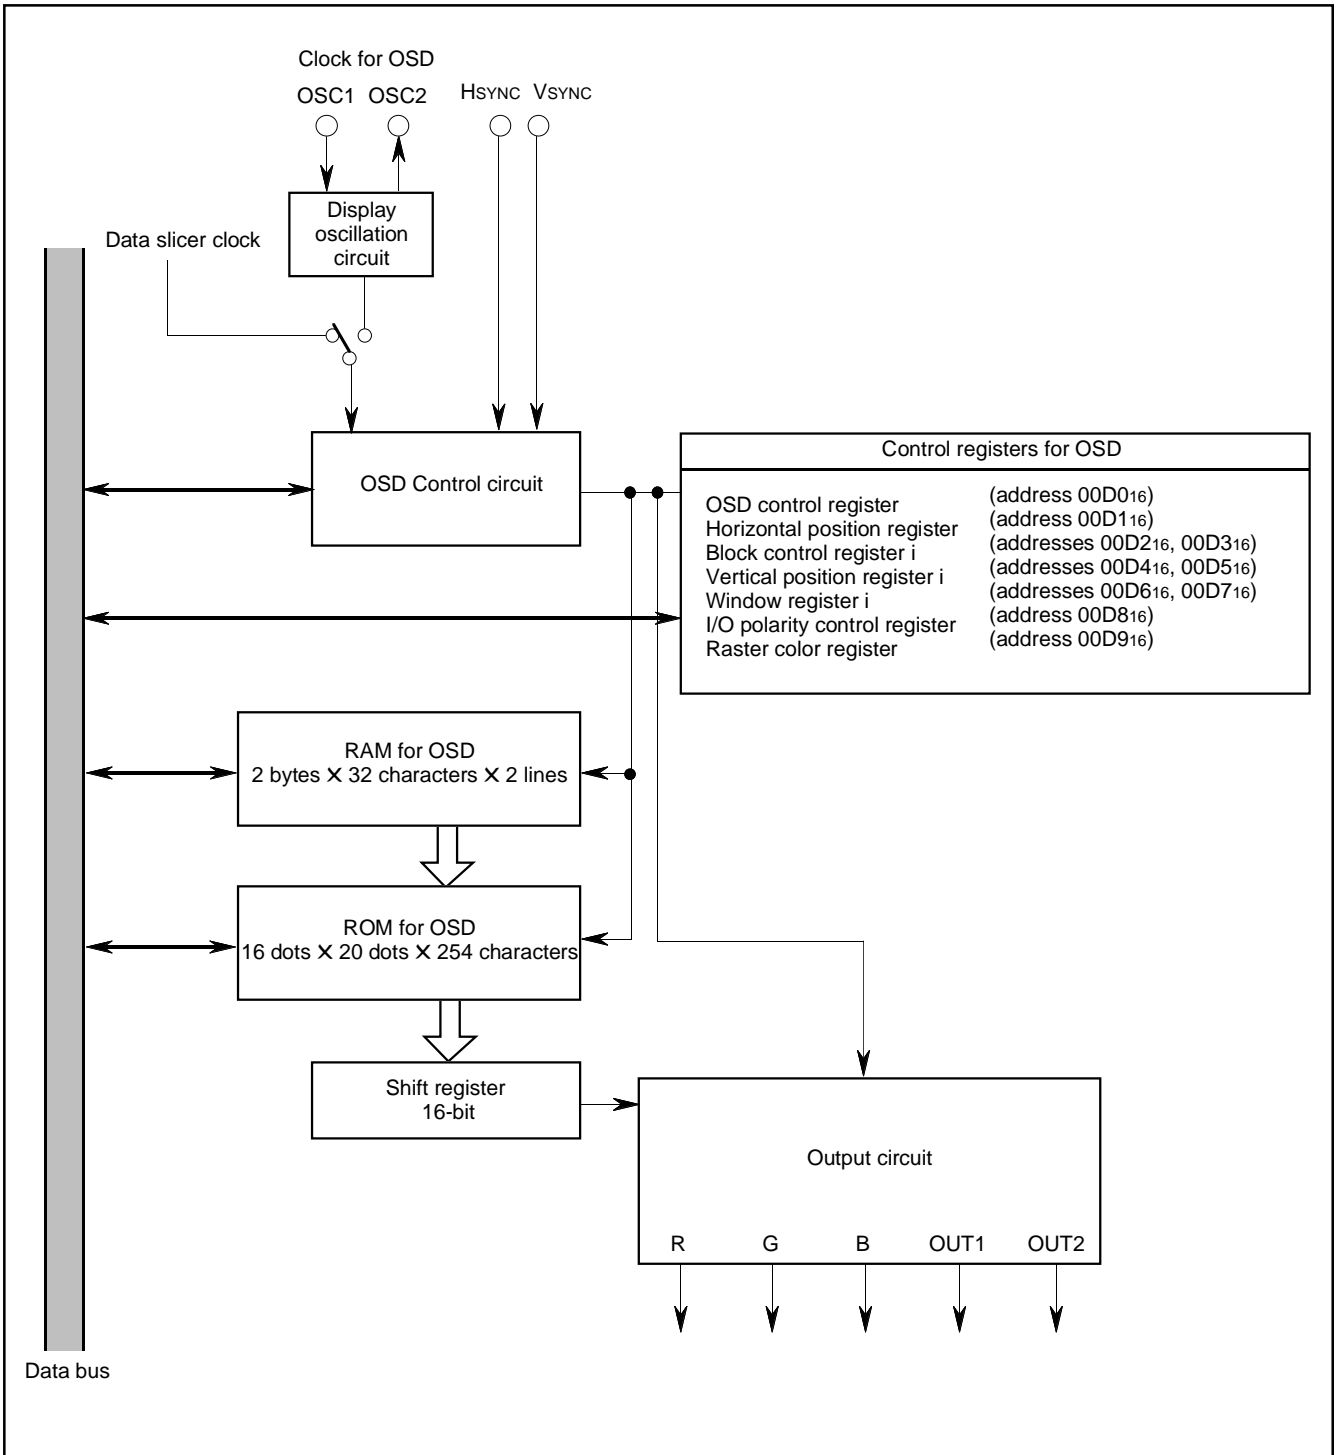 Clock for OSD
OSC1 OSC2 HSYNC VSYNC
Display
oscillation
circuit
Data slicer clock
OSD Control circuit
Control registers for OSD
OSD control register (address 00D016)
Horizontal position register (address 00D116)
Block control register i (addresses 00D216, 00D316)
Vertical position register i (addresses 00D416, 00D516)
Window register i (addresses 00D616, 00D716)
I/O polarity control register (address 00D816)
Raster color register (address 00D916)
RAM for OSD
2 bytes × 32 characters × 2 lines
ROM for OSD
16 dots × 20 dots × 254 characters
Shift register
16-bit
Output circuit
R G B OUT1 OUT2
Data bus